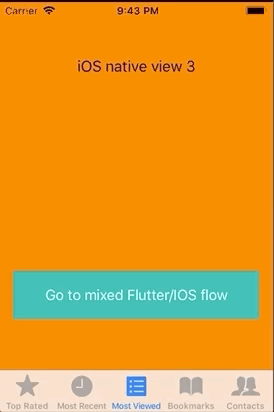 Carrier 9:43 PM
iOS native view 3
Go to mixed Flutter/IOS flow
Top Rated Most Recent Most Viewed Bookmarks Contacts